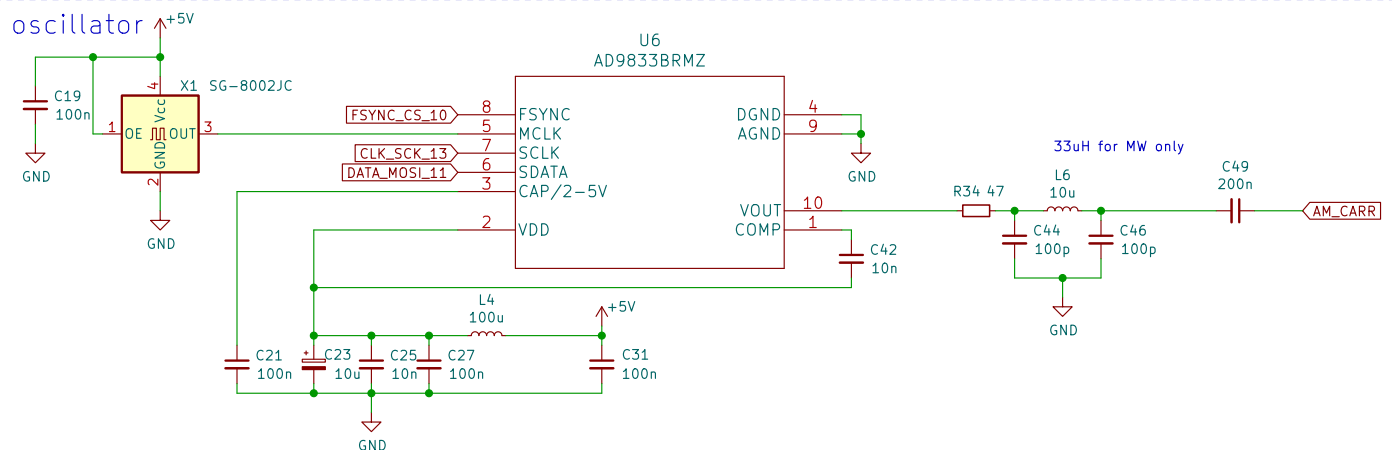 oscillator
+5V
U6
AD9833BRMZ
X1 SG-8002JC
C19
100n
4
Vcc
1
OE
OUT
3
GND
2
GND
GND
FSYNC_CS_10
8
FSYNC
5
MCLK
CLK_SCK_13
7
SCLK
DATA_MOSI_11
6
SDATA
3
CAP/2-5V
2
VDD
DGND
4
AGND
9
GND
VOUT
10
COMP
1
C42
10n
33uH for MW only
R34 47
L6
10u
C49
200n
AM_CARR
C44
100p
C46
100p
GND
L4
100u
+5V
C21
100n
+
C23
10u
C25
10n
C27
100n
C31
100n
GND